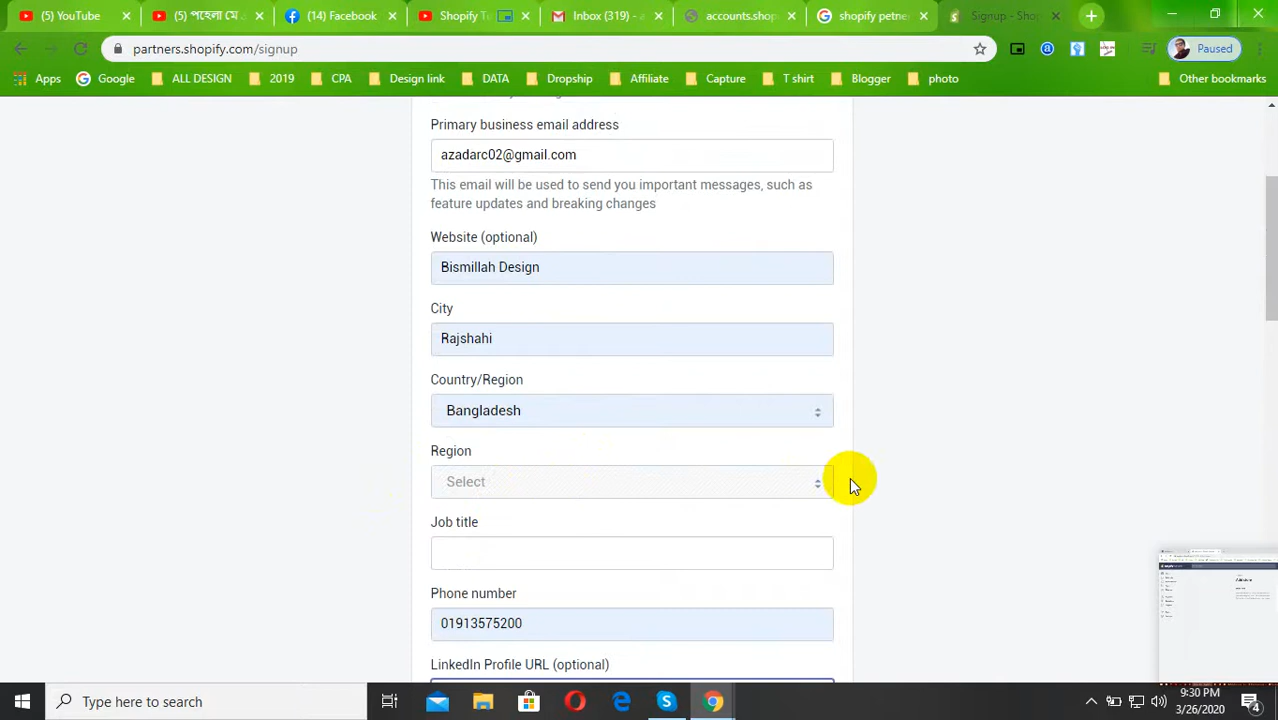 (5) YouTube
(5) পহেলা মে
(14) Facebook
Shopify Tu
Inbox (319) - a
accounts.shop
shopify petne
Signup - Shop
partners.shopify.com/signup
Paused
Apps
Google
ALL DESIGN
2019
CPA
Design link
DATA
Dropship
Affiliate
Capture
T shirt
Blogger
photo
Other bookmarks
Primary business email address
azadarc02@gmail.com
This email will be used to send you important messages, such as
feature updates and breaking changes
Website (optional)
Bismillah Design
City
Rajshahi
Country/Region
Bangladesh
Region
Select
Job title
Phone number
01913575200
LinkedIn Profile URL (optional)
Type here to search
9:30 PM
3/26/2020
4